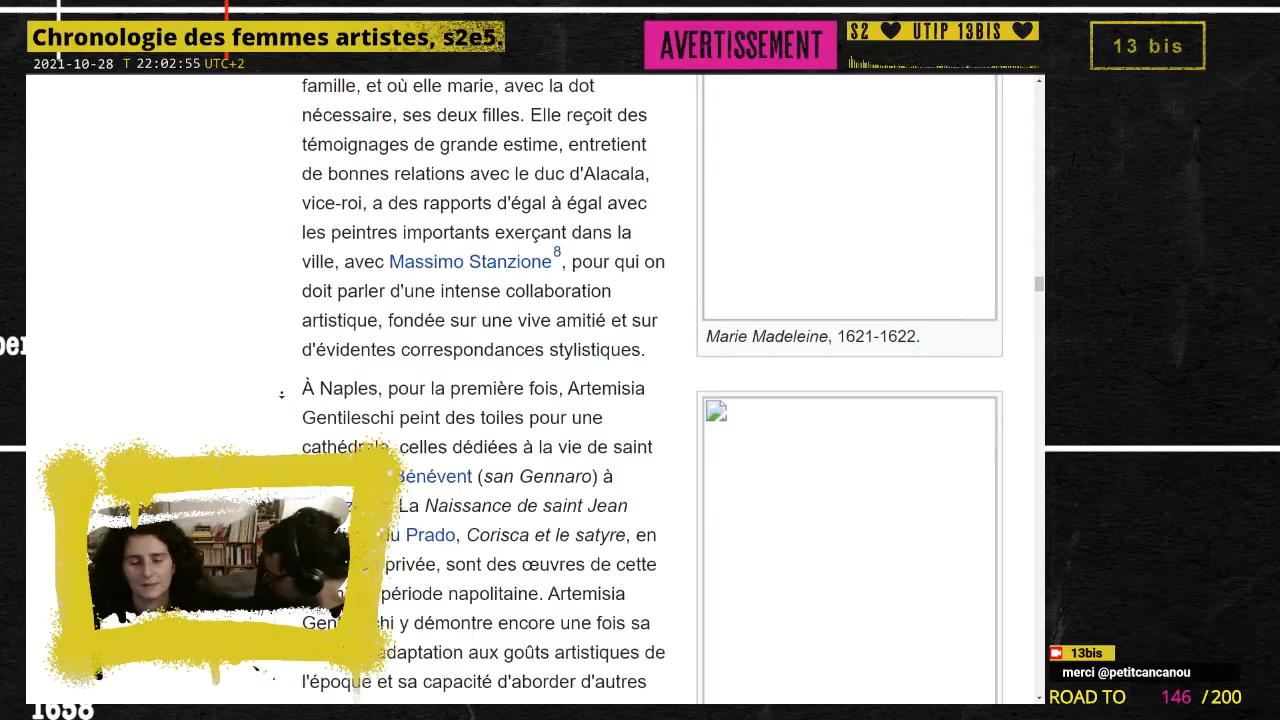 Chronologie des femmes artistes, s2e5
2021-10-28 T 22:02:55 UTC+2
AVERTISSEMENT
S2 🖤 UTIP 13BIS 🖤
13 bis
famille, et où elle marie, avec la dot
nécessaire, ses deux filles. Elle reçoit des
témoignages de grande estime, entretient
de bonnes relations avec le duc d'Alacala,
vice-roi, a des rapports d'égal à égal avec
les peintres importants exerçant dans la
ville, avec Massimo Stanzione8, pour qui on
doit parler d'une intense collaboration
artistique, fondée sur une vive amitié et sur
d'évidentes correspondances stylistiques.
Marie Madeleine, 1621-1622.
À Naples, pour la première fois, Artemisia
Gentileschi peint des toiles pour une
cathédrale, celles dédiées à la vie de saint
Bénévent (san Gennaro) à
La Naissance de saint Jean
du Prado, Corisca et le satyre, en
privée, sont des œuvres de cette
période napolitaine. Artemisia
Gentileschi y démontre encore une fois sa
adaptation aux goûts artistiques de
l'époque et sa capacité d'aborder d'autres
1658
13bis
merci @petitcancanou
ROAD TO 146 / 200